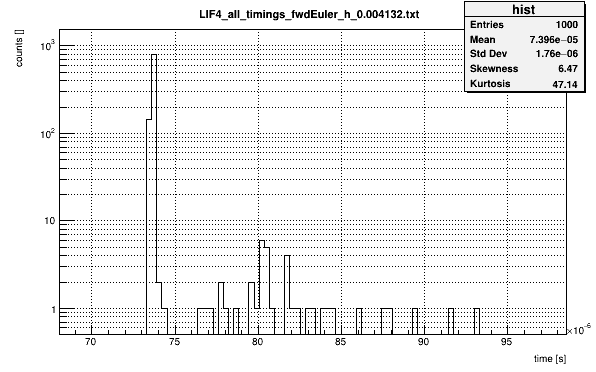 LIF4_all_timings_fwdEuler_h_0.004132.txt
hist
Entries 1000
Mean 7.396e−05
Std Dev 1.76e−06
Skewness 6.47
Kurtosis 47.14
counts []
10³
10²
10
1
70 75 80 85 90 95
×10⁻⁶
time [s]